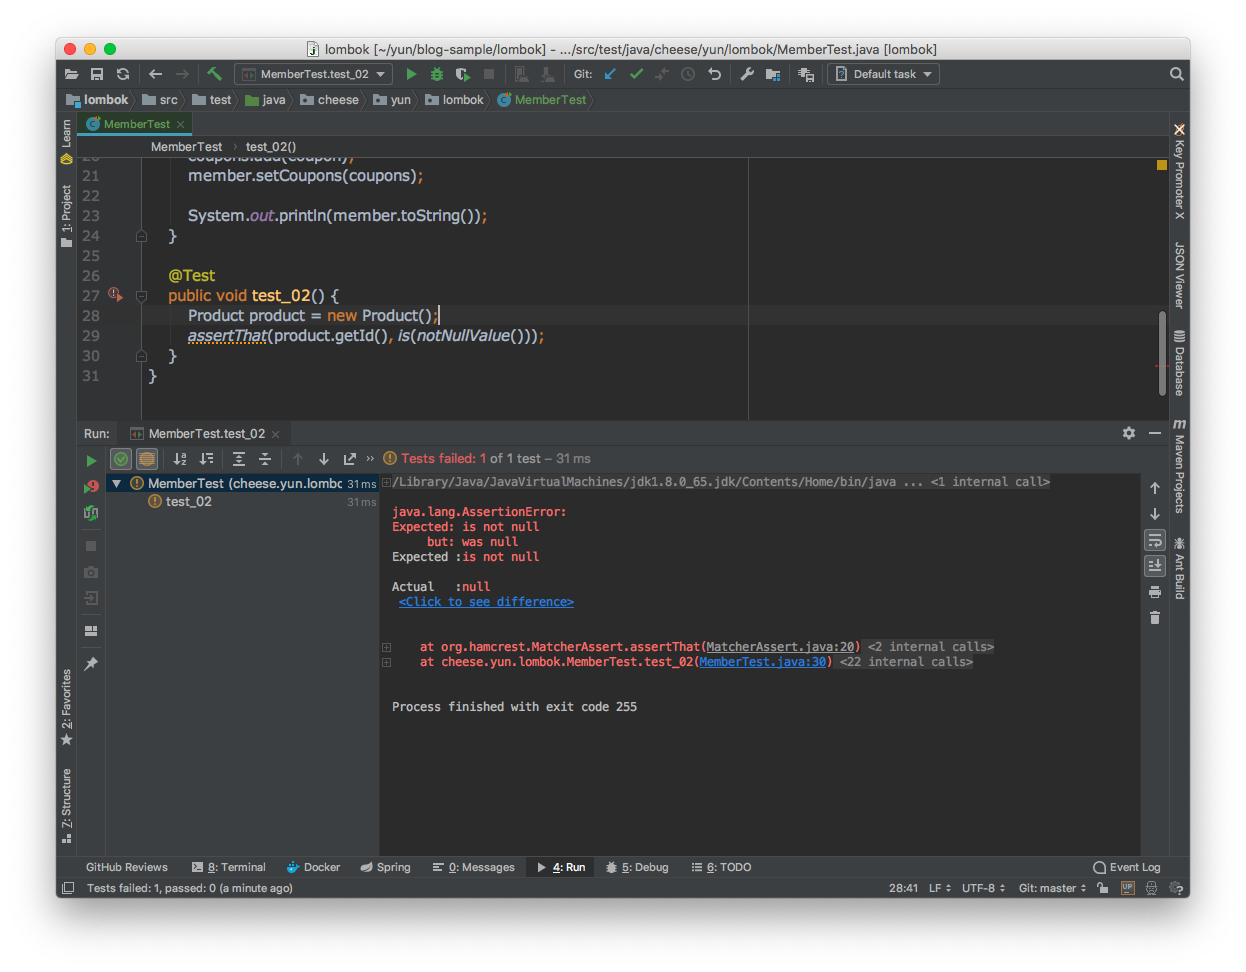 lombok [~/yun/blog-sample/lombok] - .../src/test/java/cheese/yun/lombok/MemberTest.java [lombok]
MemberTest.test_02 Git: Default task
lombok src test java cheese yun lombok MemberTest
Learn
1: Project
2: Favorites
7: Structure
MemberTest
MemberTest › test_02()
20 coupons.add(coupon);
21 member.setCoupons(coupons);
22
23 System.out.println(member.toString());
24 }
25
26 @Test
27 public void test_02() {
28 Product product = new Product();
29 assertThat(product.getId(), is(notNullValue()));
30 }
31 }
Key Promoter X
JSON Viewer
Database
m Maven Projects
Ant Build
Run: MemberTest.test_02
» Tests failed: 1 of 1 test – 31 ms
MemberTest (cheese.yun.lombo 31 ms
test_02 31 ms
/Library/Java/JavaVirtualMachines/jdk1.8.0_65.jdk/Contents/Home/bin/java ... <1 internal call>
java.lang.AssertionError:
Expected: is not null
but: was null
Expected :is not null
Actual :null
<Click to see difference>
at org.hamcrest.MatcherAssert.assertThat(MatcherAssert.java:20) <2 internal calls>
at cheese.yun.lombok.MemberTest.test_02(MemberTest.java:30) <22 internal calls>
Process finished with exit code 255
GitHub Reviews 8: Terminal Docker Spring 0: Messages 4: Run 5: Debug 6: TODO Event Log
Tests failed: 1, passed: 0 (a minute ago) 28:41 LF UTF-8 Git: master UP